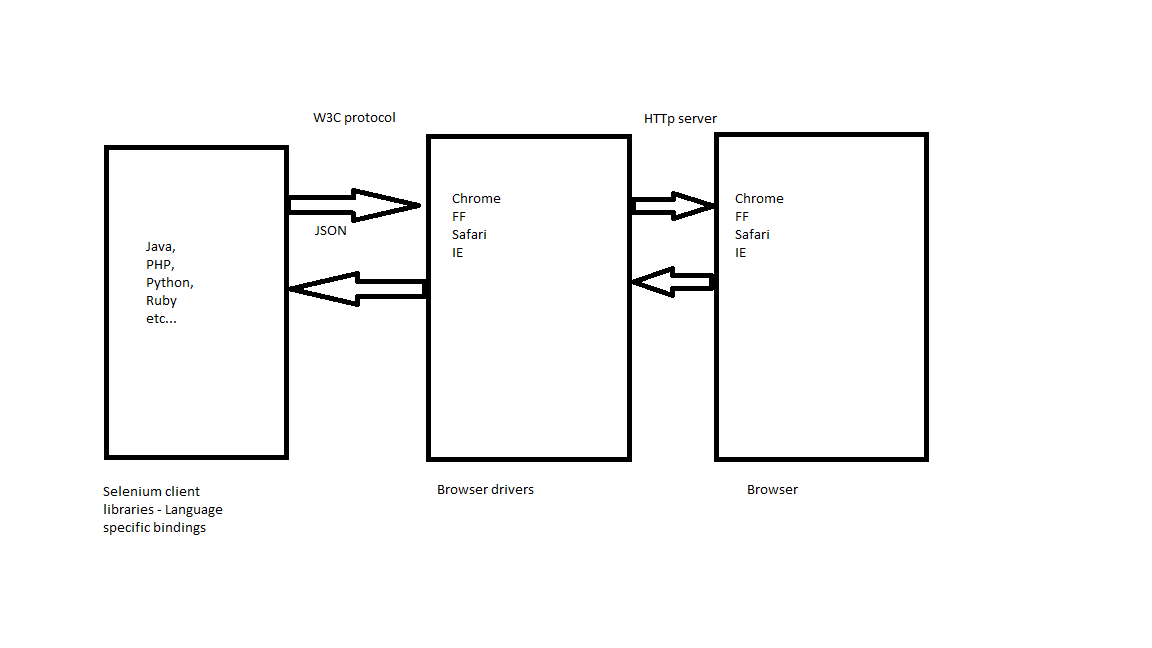 W3C protocol
HTTp server
JSON
Java,
PHP,
Python,
Ruby
etc...
Chrome
FF
Safari
IE
Chrome
FF
Safari
IE
Selenium client
libraries - Language
specific bindings
Browser drivers
Browser